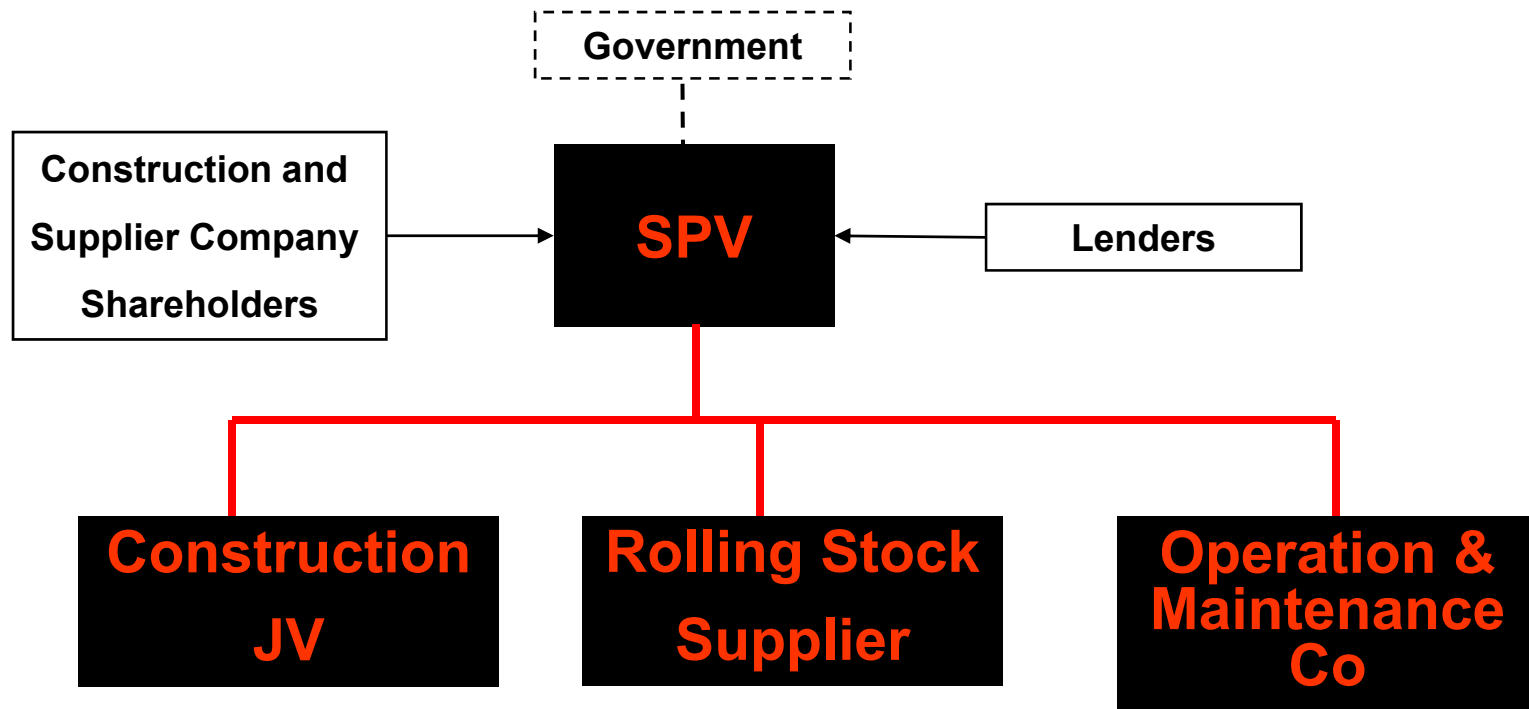 Government
Construction and
Supplier Company
Shareholders
SPV
Lenders
Construction
JV
Rolling Stock
Supplier
Operation &
Maintenance
Co